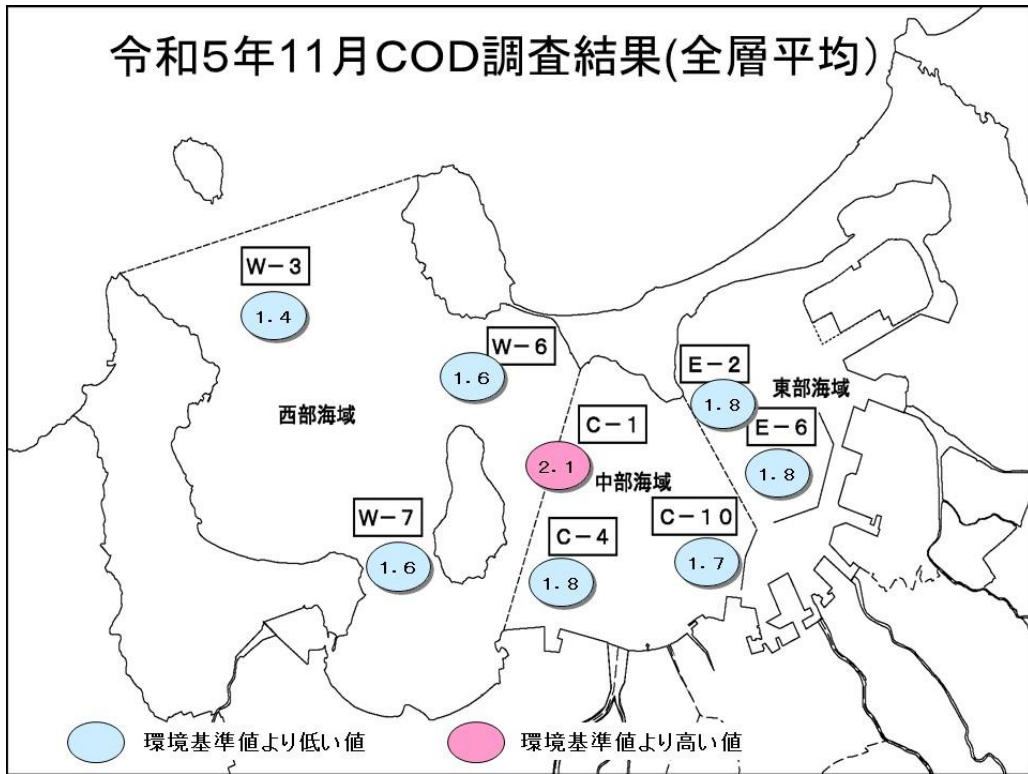 令和5年11月COD調査結果(全層平均)
W-3
1.4
W-6
1.6
西部海域
E-2
1.8
東部海域
E-6
1.8
C-1
2.1
中部海域
W-7
1.6
C-4
1.8
C-10
1.7
環境基準値より低い値
環境基準値より高い値